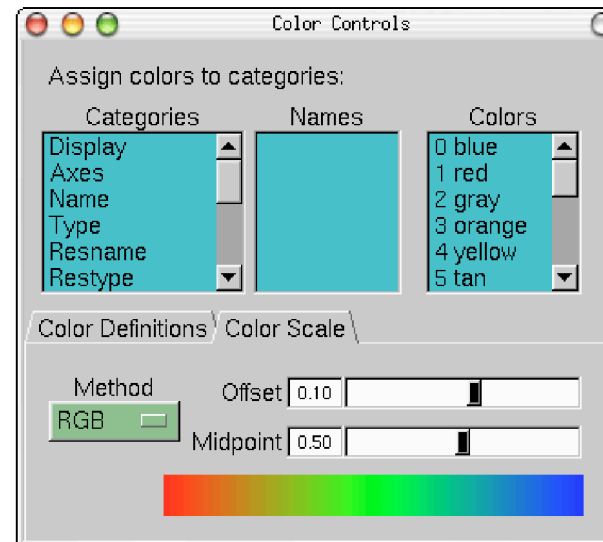 Color Controls
Assign colors to categories:
Categories Names Colors
Display 0 blue
Axes 1 red
Name 2 gray
Type 3 orange
Resname 4 yellow
Restype 5 tan
Color Definitions Color Scale
Method Offset 0.10
RGB
Midpoint 0.50